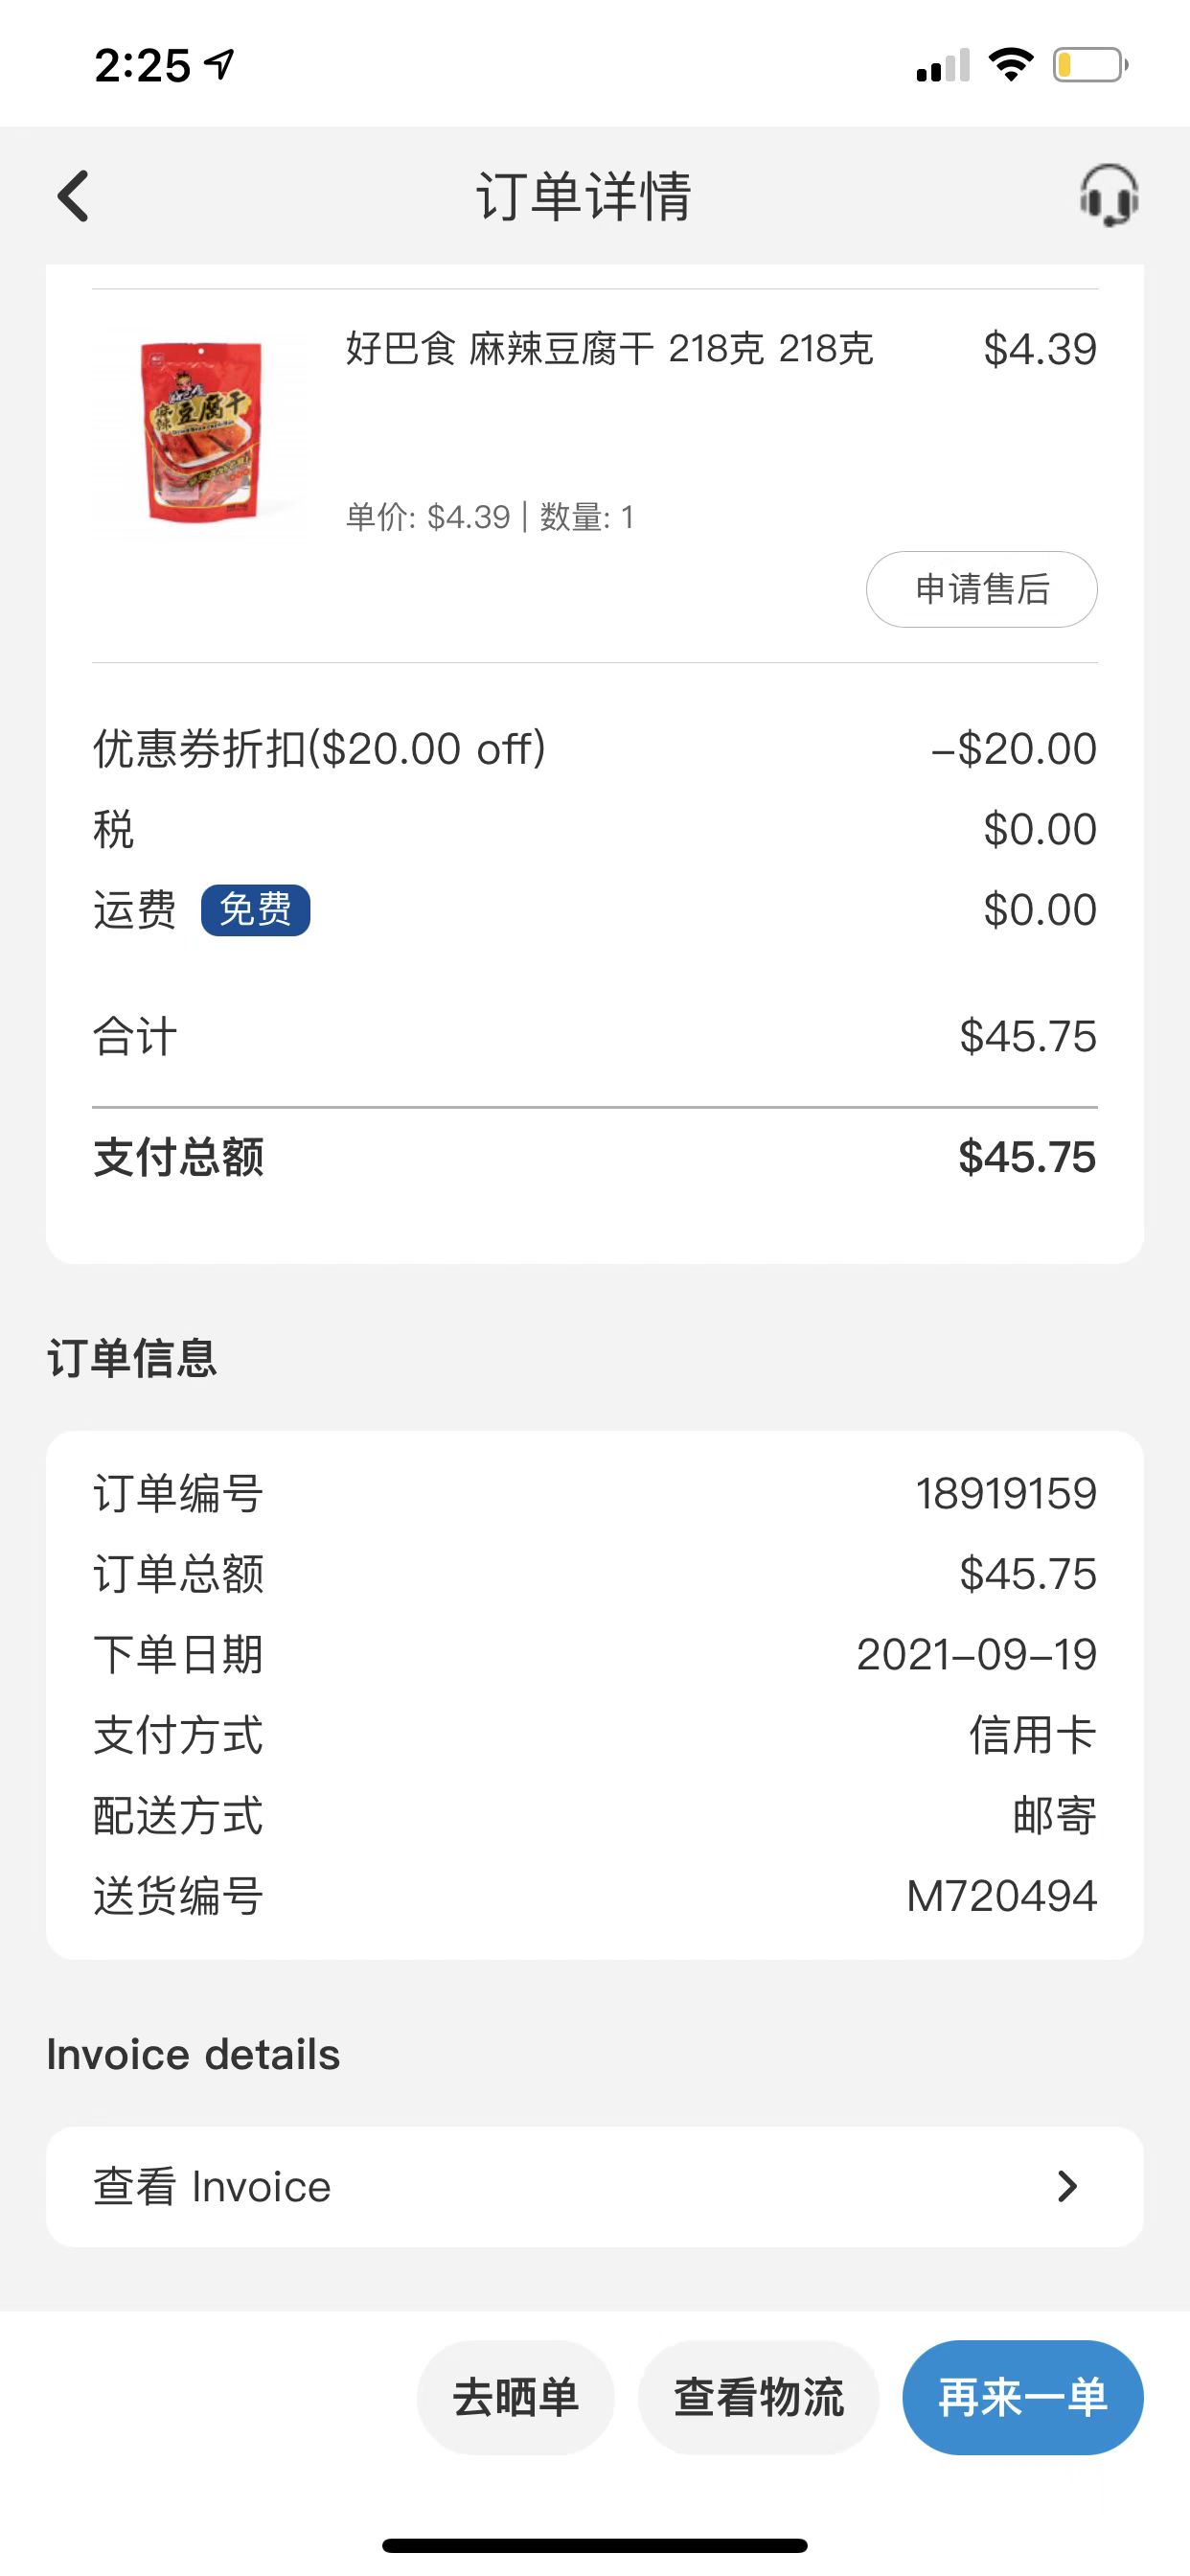 2:25
订单详情
好巴食 麻辣豆腐干 218克 218克 $4.39
麻辣豆腐干
单价: $4.39 | 数量: 1
申请售后
优惠券折扣($20.00 off) -$20.00
税 $0.00
运费 免费 $0.00
合计 $45.75
支付总额 $45.75
订单信息
订单编号 18919159
订单总额 $45.75
下单日期 2021-09-19
支付方式 信用卡
配送方式 邮寄
送货编号 M720494
Invoice details
查看 Invoice
去晒单 查看物流 再来一单